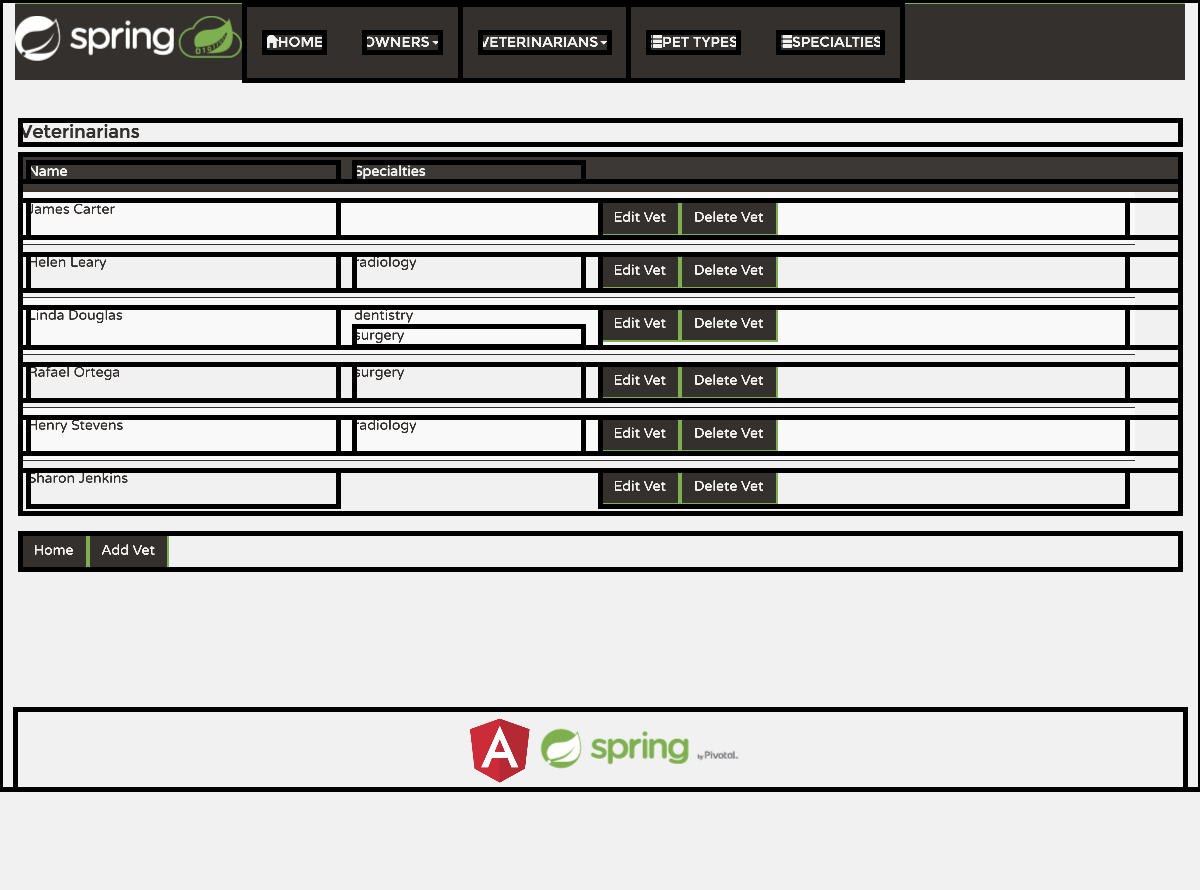 spring
HOME OWNERS VETERINARIANS PET TYPES SPECIALTIES
Veterinarians
Name Specialties
James Carter Edit Vet Delete Vet
Helen Leary radiology Edit Vet Delete Vet
Linda Douglas dentistry Edit Vet Delete Vet
surgery
Rafael Ortega surgery Edit Vet Delete Vet
Henry Stevens radiology Edit Vet Delete Vet
Sharon Jenkins Edit Vet Delete Vet
Home Add Vet
spring by Pivotal.